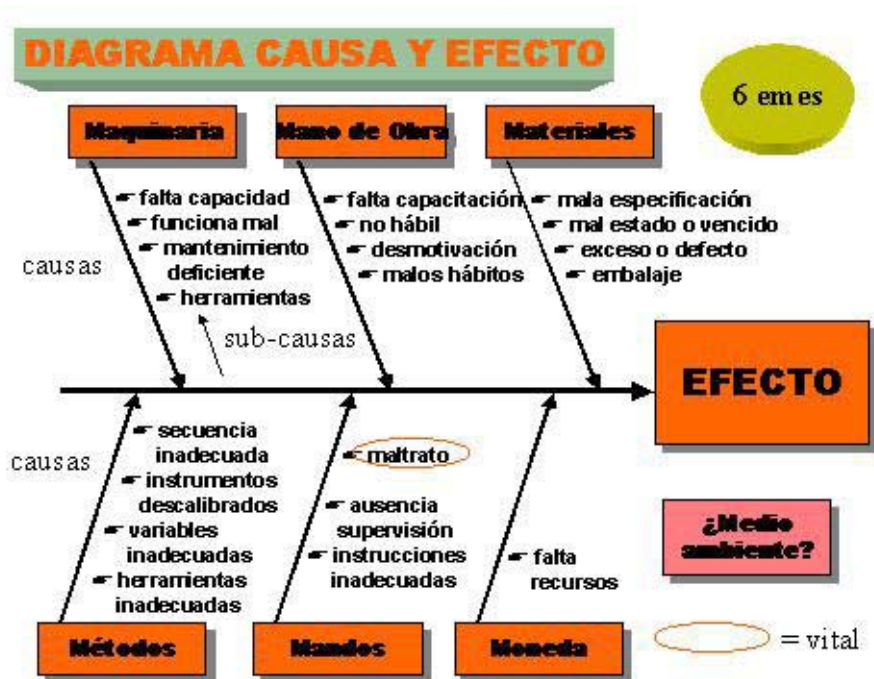 DIAGRAMA CAUSA Y EFECTO
6 emes
Maquinaria
Mano de Obra
Materiales
falta capacidad
funciona mal
mantenimiento
deficiente
herramientas
falta capacitación
no hábil
desmotivación
malos hábitos
mala especificación
mal estado o vencido
exceso o defecto
embalaje
causas
sub-causas
EFECTO
causas
secuencia
inadecuada
instrumentos
descalibrados
variables
inadecuadas
herramientas
inadecuadas
maltrato
ausencia
supervisión
instrucciones
inadecuadas
falta
recursos
¿Medio
ambiente?
Métodos
Mandos
Moneda
= vital